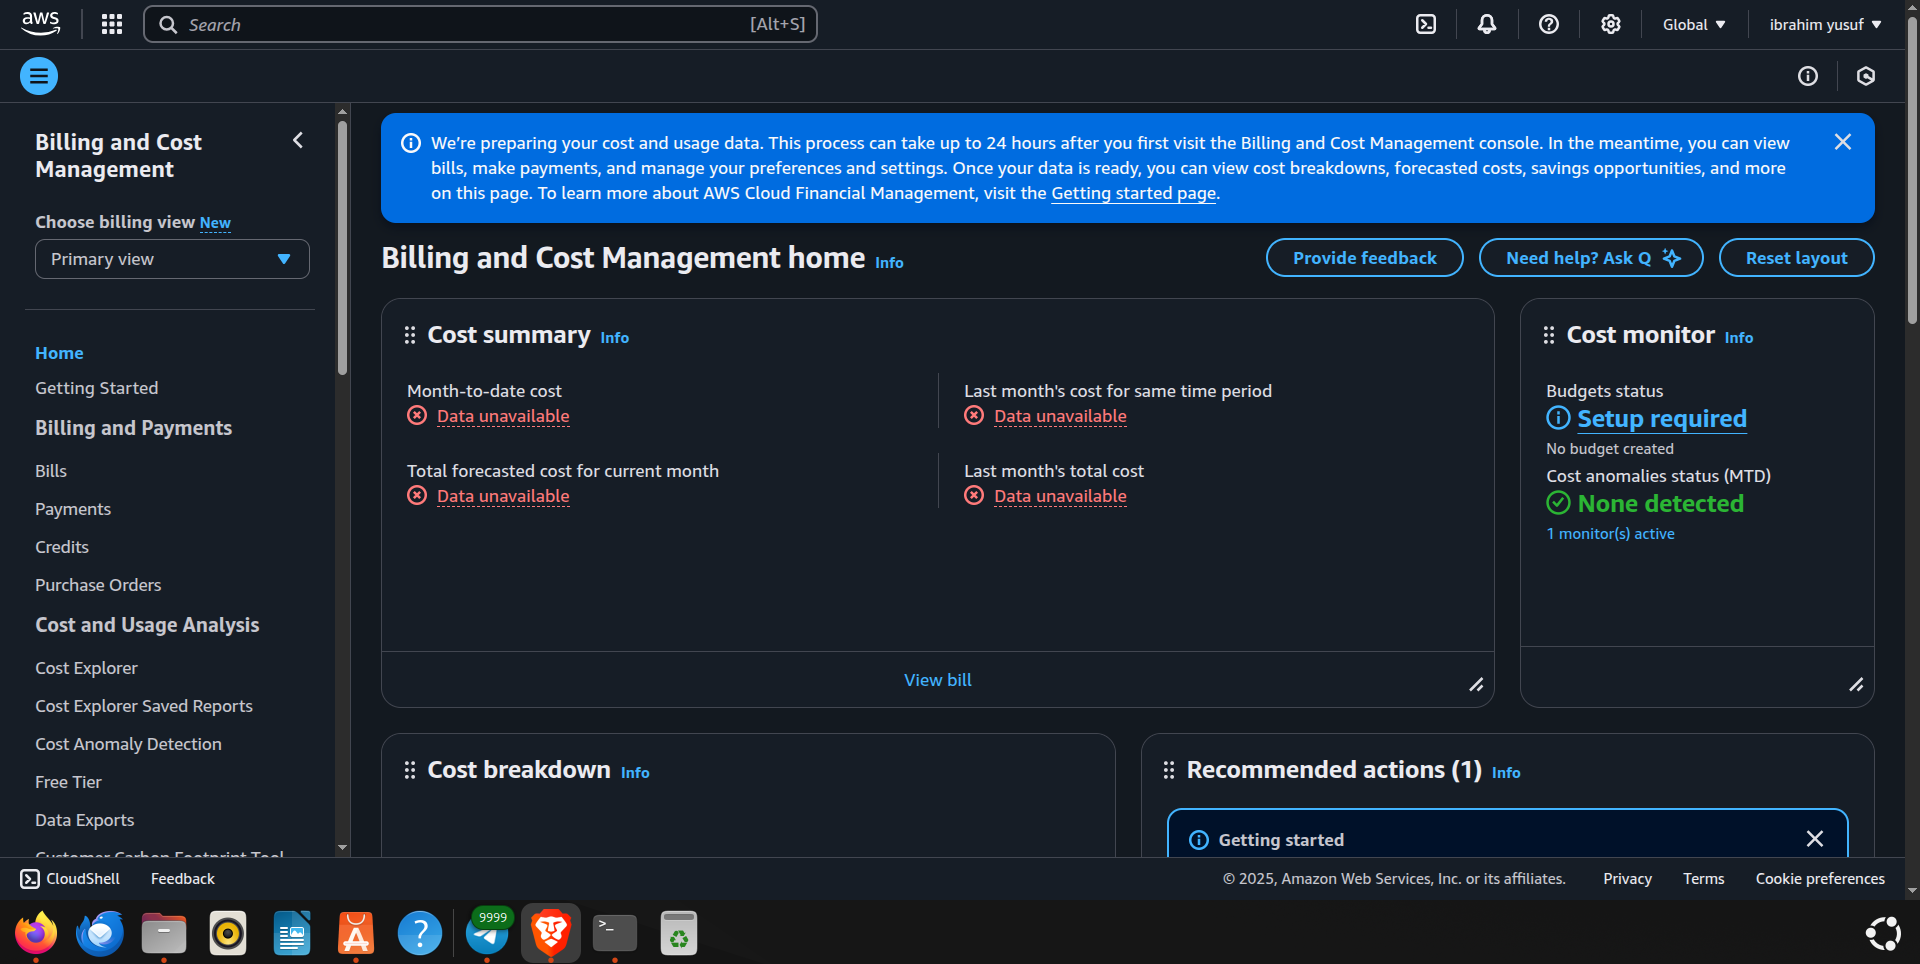 aws
Search
[Alt+S]
Global
ibrahim yusuf
Billing and Cost
Management
Choose billing view New
Primary view
Home
Getting Started
Billing and Payments
Bills
Payments
Credits
Purchase Orders
Cost and Usage Analysis
Cost Explorer
Cost Explorer Saved Reports
Cost Anomaly Detection
Free Tier
Data Exports
Customer Carbon Footprint Tool
We're preparing your cost and usage data. This process can take up to 24 hours after you first visit the Billing and Cost Management console. In the meantime, you can view
bills, make payments, and manage your preferences and settings. Once your data is ready, you can view cost breakdowns, forecasted costs, savings opportunities, and more
on this page. To learn more about AWS Cloud Financial Management, visit the Getting started page.
Billing and Cost Management home Info
Provide feedback
Need help? Ask Q
Reset layout
Cost summary Info
Month-to-date cost
Data unavailable
Last month's cost for same time period
Data unavailable
Total forecasted cost for current month
Data unavailable
Last month's total cost
Data unavailable
View bill
Cost monitor Info
Budgets status
Setup required
No budget created
Cost anomalies status (MTD)
None detected
1 monitor(s) active
Cost breakdown Info
Recommended actions (1) Info
Getting started
CloudShell
Feedback
© 2025, Amazon Web Services, Inc. or its affiliates.
Privacy
Terms
Cookie preferences
9999